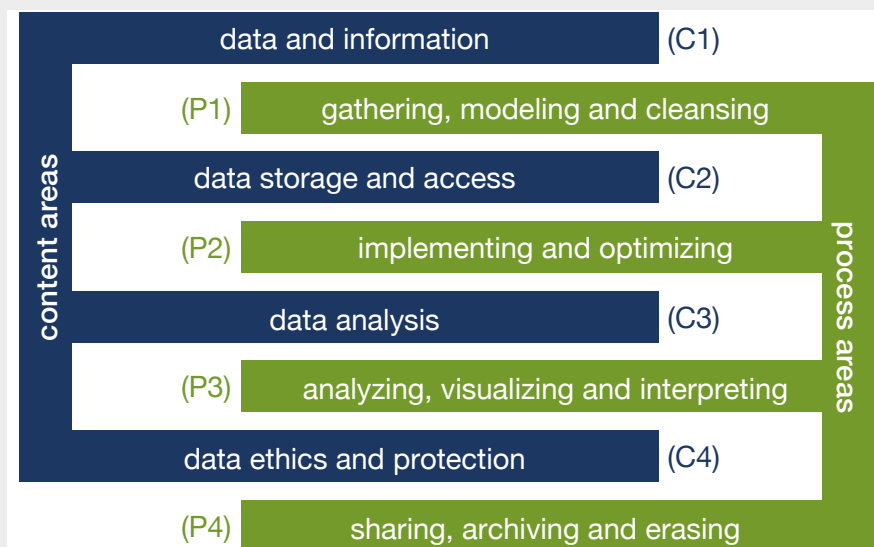 data and information (C1)
(P1) gathering, modeling and cleansing
data storage and access (C2)
(P2) implementing and optimizing
data analysis (C3)
(P3) analyzing, visualizing and interpreting
data ethics and protection (C4)
(P4) sharing, archiving and erasing
content areas
process areas